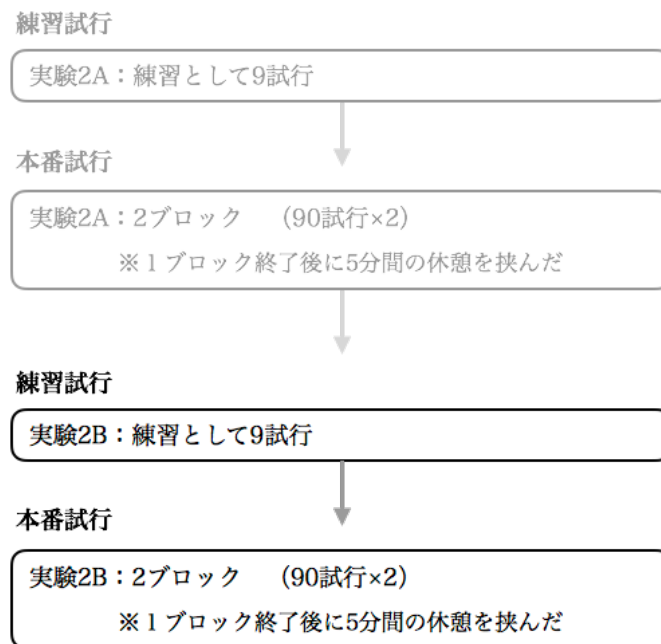 練習試行
実験2A：練習として9試行
本番試行
実験2A：2ブロック　（90試行×2）
※１ブロック終了後に5分間の休憩を挟んだ
練習試行
実験2B：練習として9試行
本番試行
実験2B：2ブロック　（90試行×2）
※１ブロック終了後に5分間の休憩を挟んだ